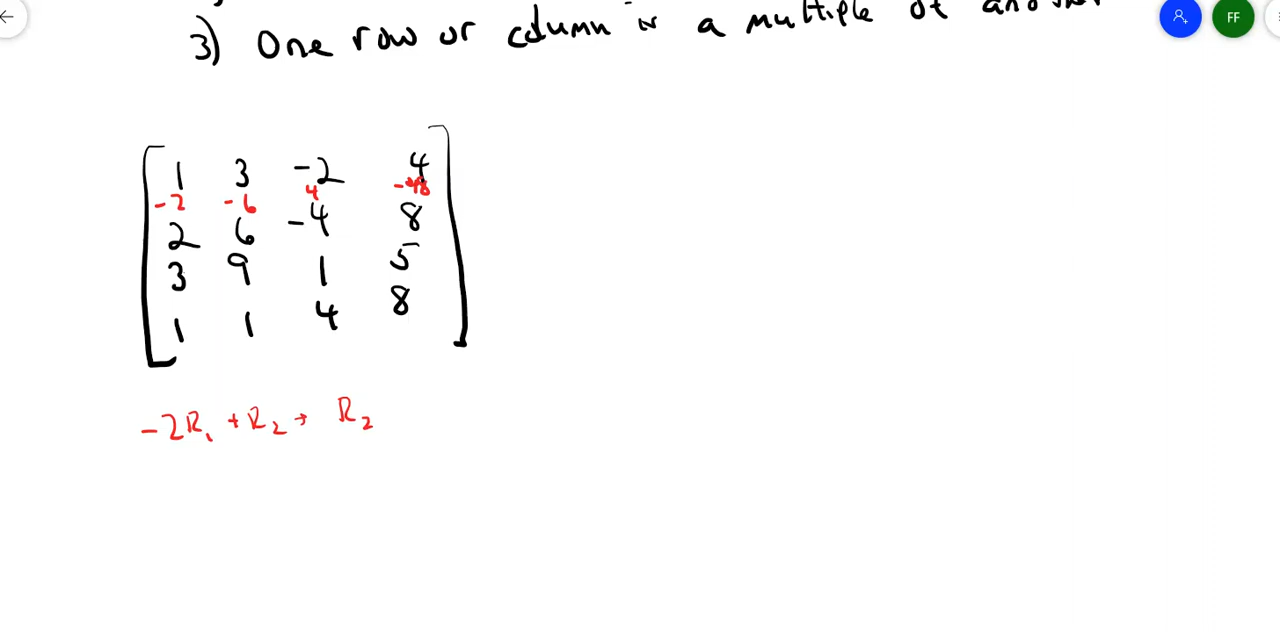 3) One row or column is a multiple of another
FF
1 3 -2 4
-2 -6 4 -8
2 6 -4 8
3 9 1 5
1 1 4 8
-2R₁ + R₂ → R₂